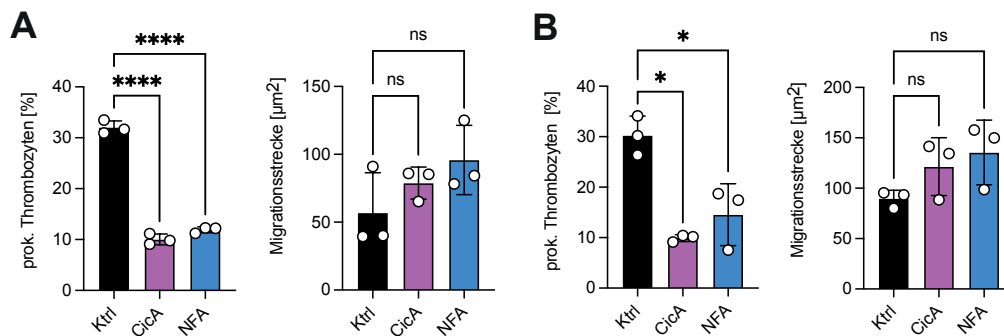 A
prok. Thrombozyten [%]
40
30
20
10
0
****
****
Ktrl
CicA
NFA
Migrationsstrecke [µm2]
150
100
50
0
ns
ns
Ktrl
CicA
NFA
B
prok. Thrombozyten [%]
40
30
20
10
0
*
*
Ktrl
CicA
NFA
Migrationsstrecke [µm2]
200
150
100
50
0
ns
ns
Ktrl
CicA
NFA